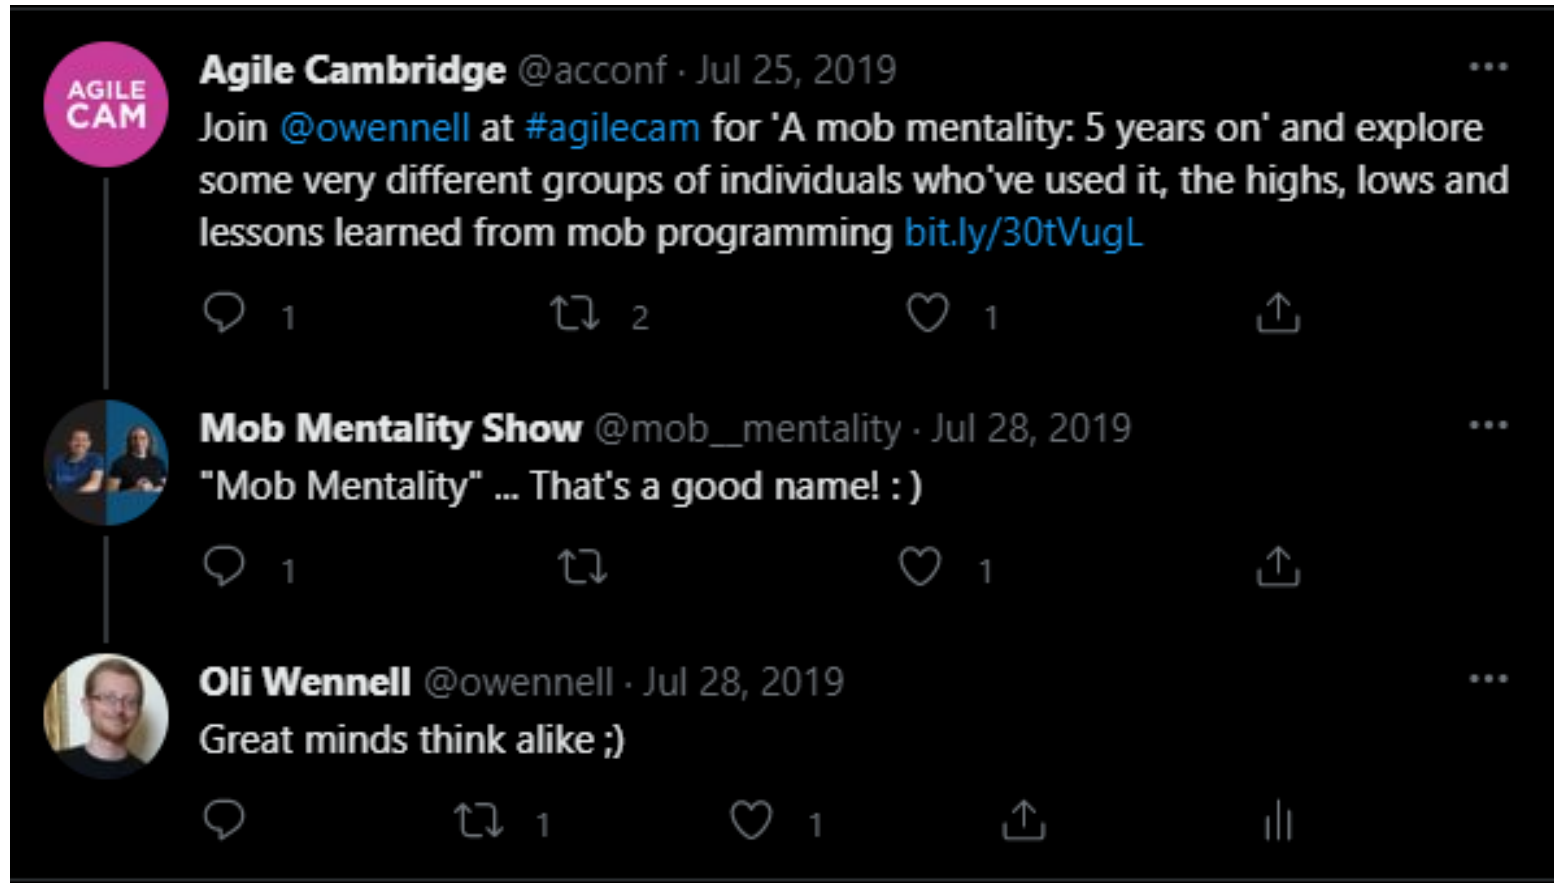 AGILE
CAM
Agile Cambridge @acconf · Jul 25, 2019
Join @owennell at #agilecam for 'A mob mentality: 5 years on' and explore
some very different groups of individuals who've used it, the highs, lows and
lessons learned from mob programming bit.ly/30tVugL
1 2 1
Mob Mentality Show @mob__mentality · Jul 28, 2019
"Mob Mentality" ... That's a good name! : )
1 1
Oli Wennell @owennell · Jul 28, 2019
Great minds think alike ;)
1 1